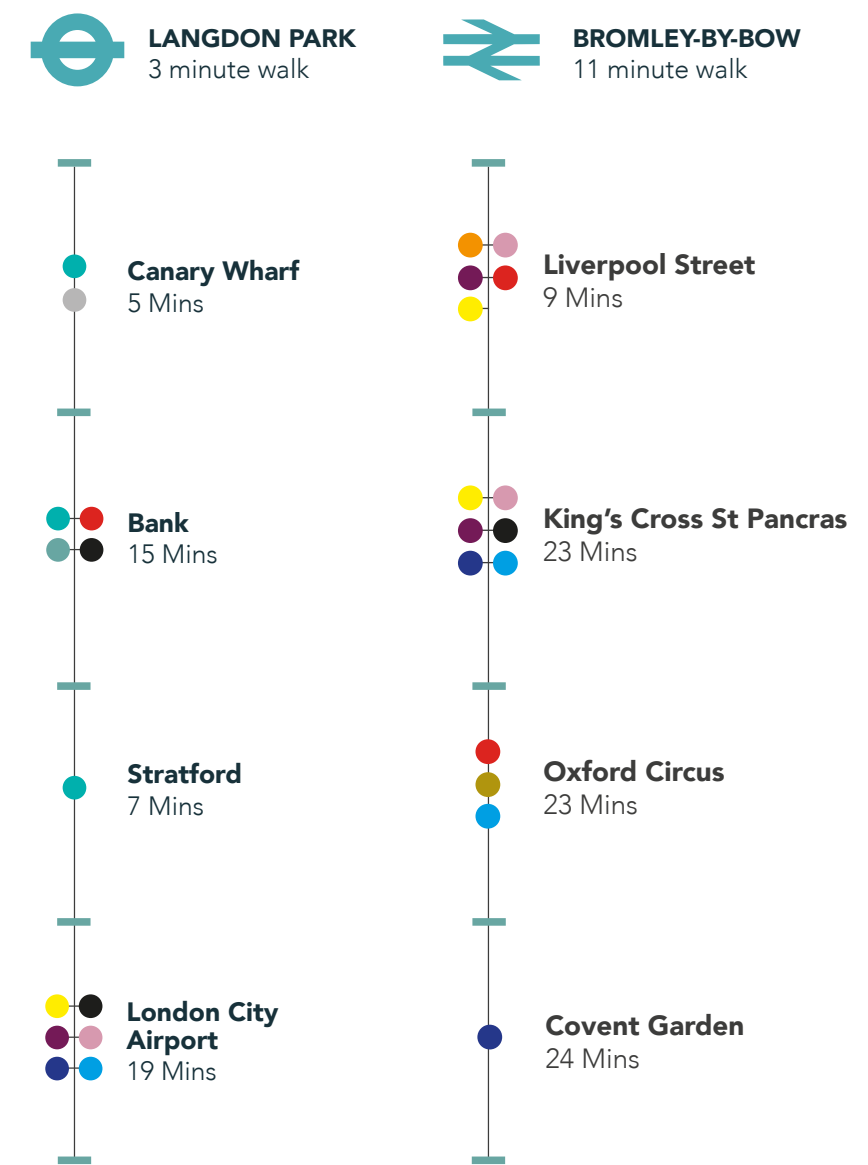 LANGDON PARK
3 minute walk
Canary Wharf
5 Mins
Bank
15 Mins
Stratford
7 Mins
London City
Airport
19 Mins
BROMLEY-BY-BOW
11 minute walk
Liverpool Street
9 Mins
King’s Cross St Pancras
23 Mins
Oxford Circus
23 Mins
Covent Garden
24 Mins